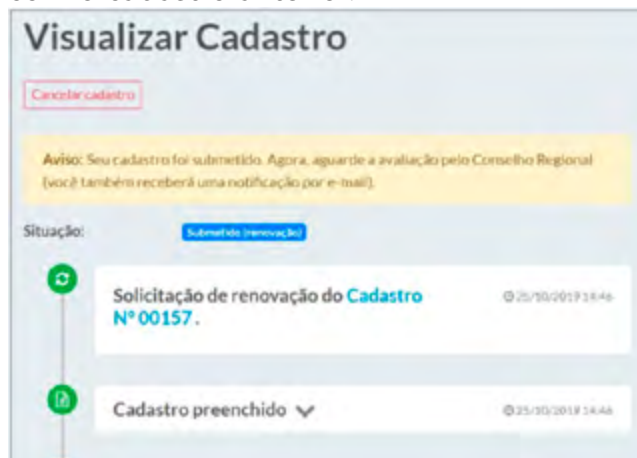 Visualizar Cadastro
Cancelar cadastro
Aviso: Seu cadastro foi submetido. Agora, aguarde a avaliação pelo Conselho Regional
(você também receberá uma notificação por e-mail).
Situação: Submetido (renovação)
Solicitação de renovação do Cadastro 25/10/2019 14:46
Nº 00157.
Cadastro preenchido 25/10/2019 14:46